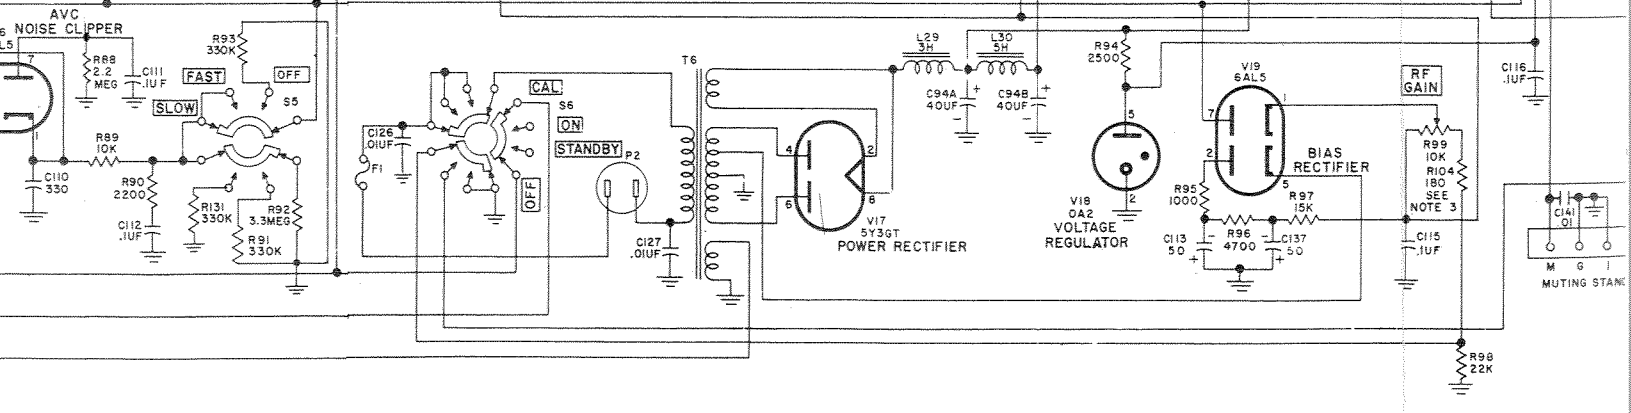 AVC
NOISE CLIPPER
6
L5
7
1
R88
2.2
MEG
C111
.1UF
R89
10K
C110
330
R90
2200
C112
.1UF
R93
330K
FAST
OFF
SLOW
S5
R131
330K
R91
330K
R92
3.3MEG
C126
.01UF
F1
CAL
S6
ON
STANDBY
OFF
P2
C127
.01UF
T6
4
6
2
8
V17
5Y3GT
POWER RECTIFIER
L29
3H
L30
5H
C94A
40UF
+
-
C94B
40UF
+
-
R94
2500
5
2
V18
OA2
VOLTAGE
REGULATOR
V19
6AL5
7
1
2
5
BIAS
RECTIFIER
R95
1000
R96
4700
R97
15K
C113
50
-
+
C137
50
-
+
RF
GAIN
R99
10K
R104
180
SEE
NOTE 3
C115
.1UF
R98
22K
C116
.1UF
C141
.01
M G I
MUTING STANC